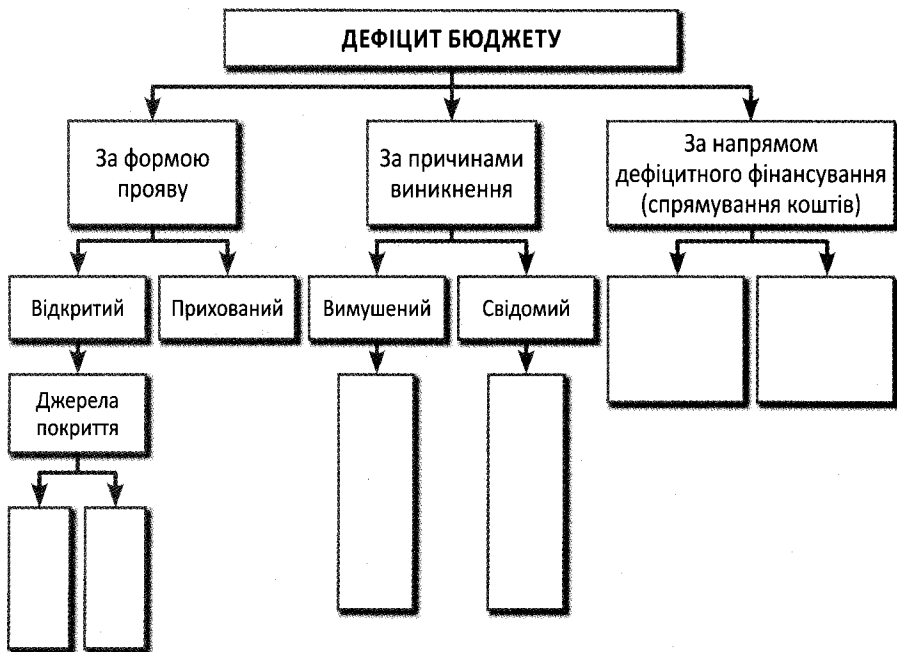 ДЕФІЦИТ БЮДЖЕТУ
За формою
прояву
За причинами
виникнення
За напрямом
дефіцитного фінансування
(спрямування коштів)
Відкритий
Прихований
Вимушений
Свідомий
Джерела
покриття